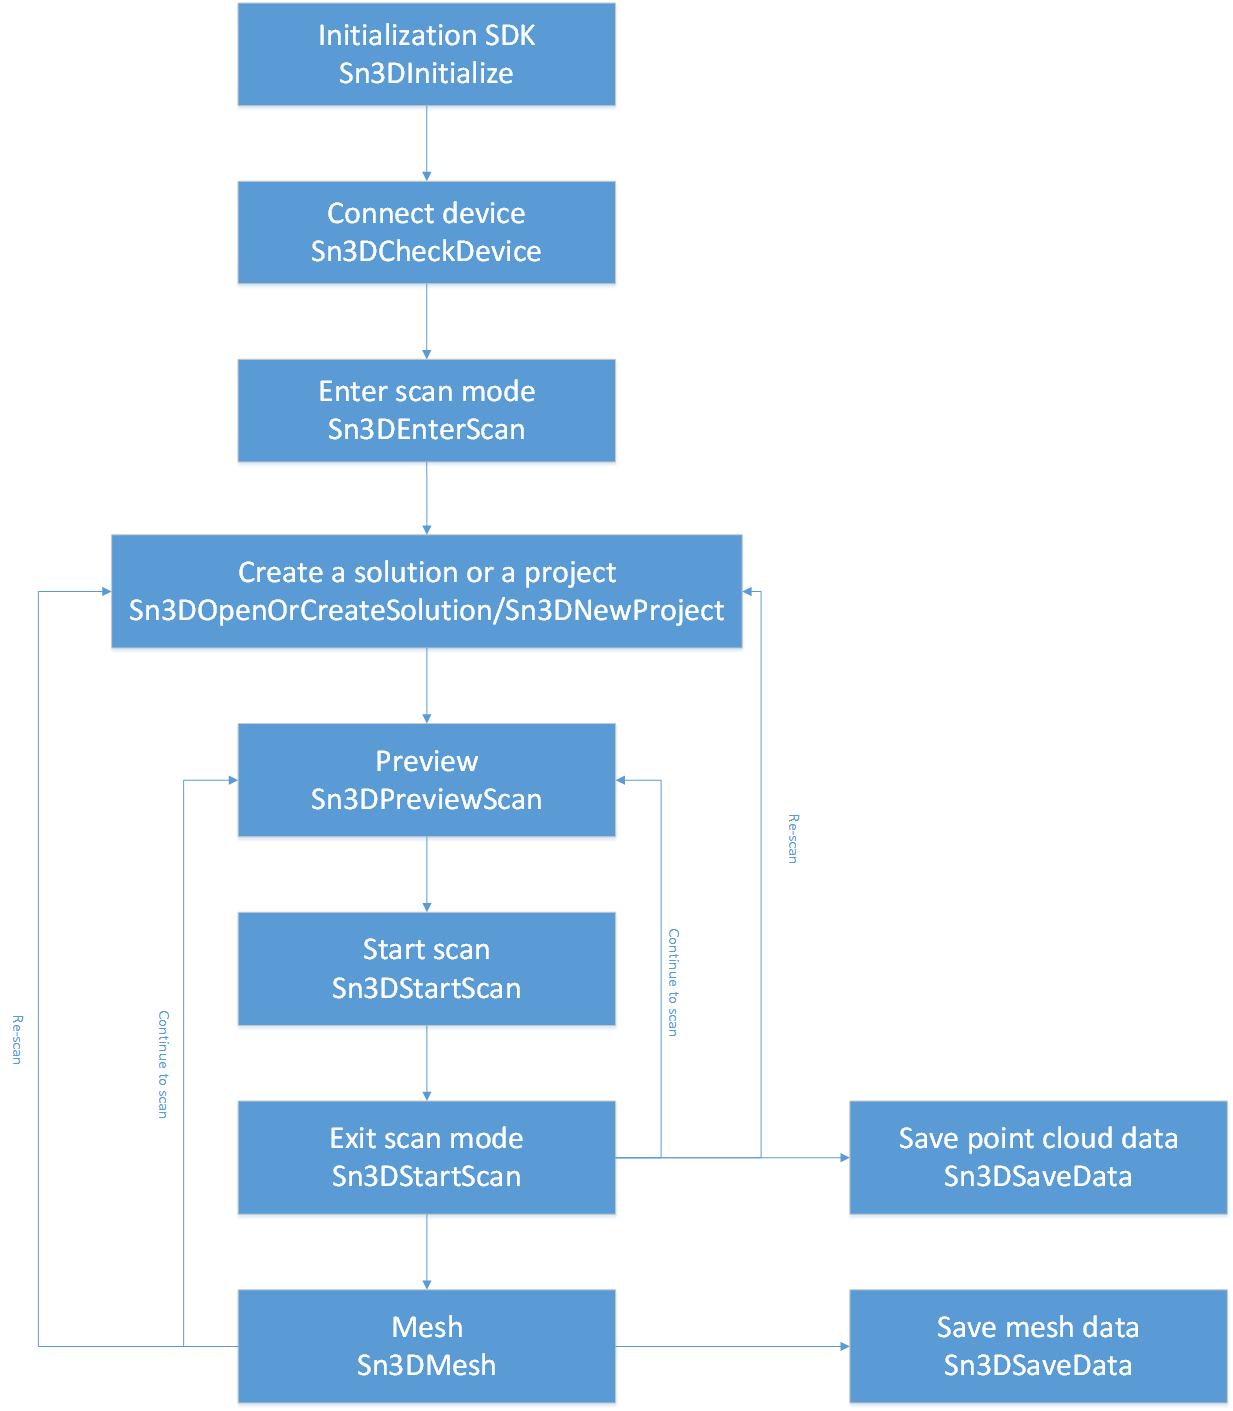 Initialization SDK
Sn3DInitialize
Connect device
Sn3DCheckDevice
Enter scan mode
Sn3DEnterScan
Create a solution or a project
Sn3DOpenOrCreateSolution/Sn3DNewProject
Preview
Sn3DPreviewScan
Re-scan
Start scan
Sn3DStartScan
Continue to scan
Re-scan
Continue to scan
Exit scan mode
Sn3DStartScan
Save point cloud data
Sn3DSaveData
Mesh
Sn3DMesh
Save mesh data
Sn3DSaveData